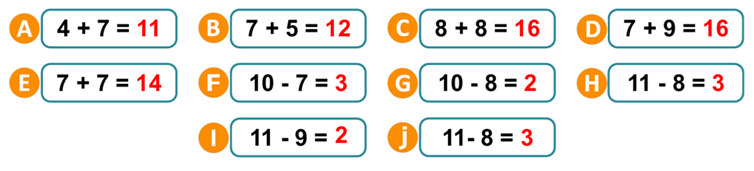 A 4 + 7 = 11 B 7 + 5 = 12 C 8 + 8 = 16 D 7 + 9 = 16
E 7 + 7 = 14 F 10 - 7 = 3 G 10 - 8 = 2 H 11 - 8 = 3
I 11 - 9 = 2 j 11- 8 = 3